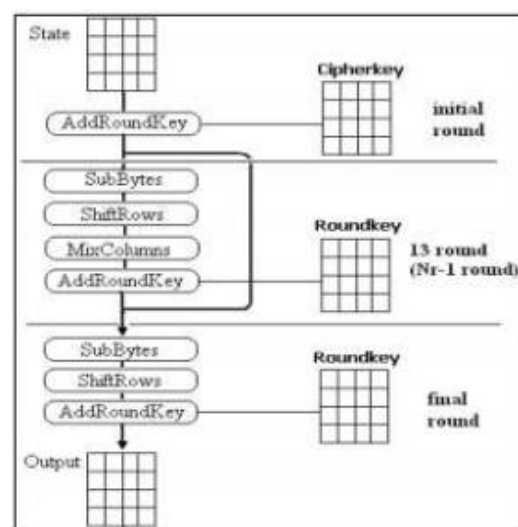 State
Cipherkey
AddRoundKey
initial
round
SubBytes
ShiftRows
MixColumns
AddRoundKey
Roundkey
13 round
(Nr-1 round)
SubBytes
ShiftRows
AddRoundKey
Roundkey
final
round
Output